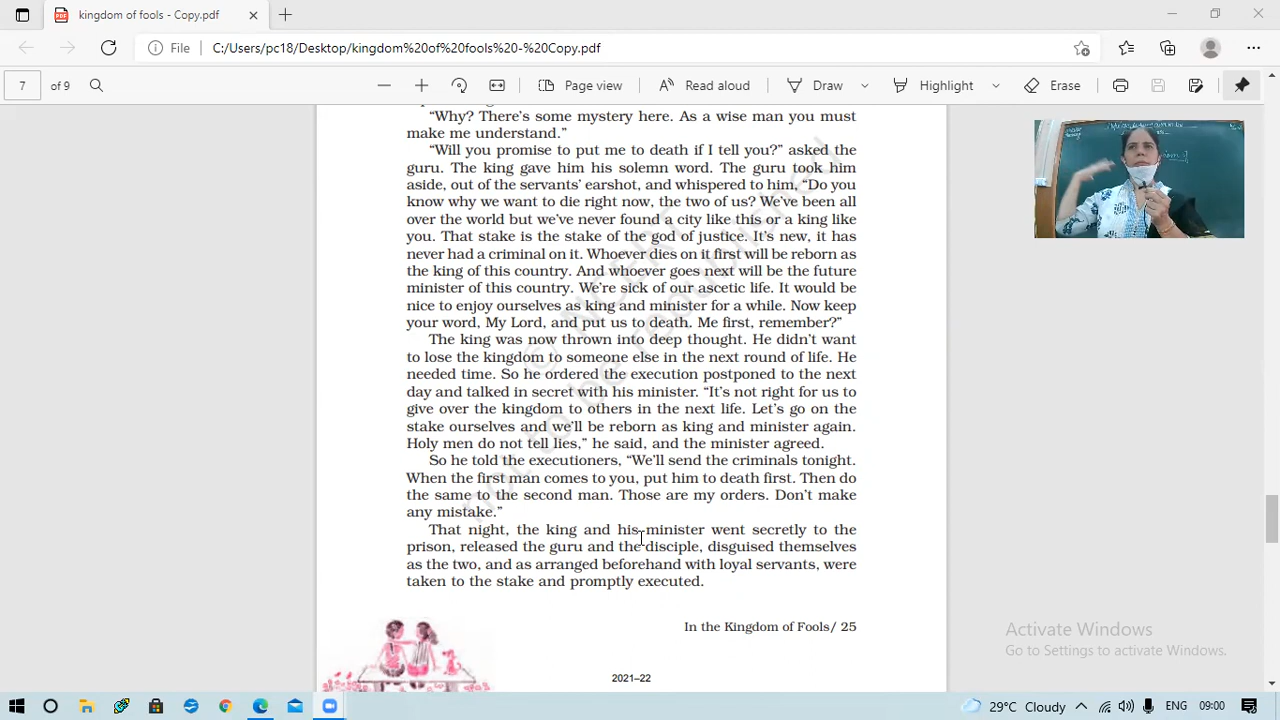 kingdom of fools - Copy.pdf
File C:/Users/pc18/Desktop/kingdom%20of%20fools%20-%20Copy.pdf
7 of 9 Page view Read aloud Draw Highlight Erase
“Why? There's some mystery here. As a wise man you must
make me understand.”
“Will you promise to put me to death if I tell you?” asked the
guru. The king gave him his solemn word. The guru took him
aside, out of the servants’ earshot, and whispered to him, “Do you
know why we want to die right now, the two of us? We've been all
over the world but we've never found a city like this or a king like
you. That stake is the stake of the god of justice. It's new, it has
never had a criminal on it. Whoever dies on it first will be reborn as
the king of this country. And whoever goes next will be the future
minister of this country. We're sick of our ascetic life. It would be
nice to enjoy ourselves as king and minister for a while. Now keep
your word, My Lord, and put us to death. Me first, remember?”
The king was now thrown into deep thought. He didn't want
to lose the kingdom to someone else in the next round of life. He
needed time. So he ordered the execution postponed to the next
day and talked in secret with his minister. “It's not right for us to
give over the kingdom to others in the next life. Let's go on the
stake ourselves and we'll be reborn as king and minister again.
Holy men do not tell lies,” he said, and the minister agreed.
So he told the executioners, “We'll send the criminals tonight.
When the first man comes to you, put him to death first. Then do
the same to the second man. Those are my orders. Don't make
any mistake.”
That night, the king and his minister went secretly to the
prison, released the guru and the disciple, disguised themselves
as the two, and as arranged beforehand with loyal servants, were
taken to the stake and promptly executed.
In the Kingdom of Fools/ 25
2021–22
Activate Windows
Go to Settings to activate Windows.
29°C Cloudy ENG 09:00